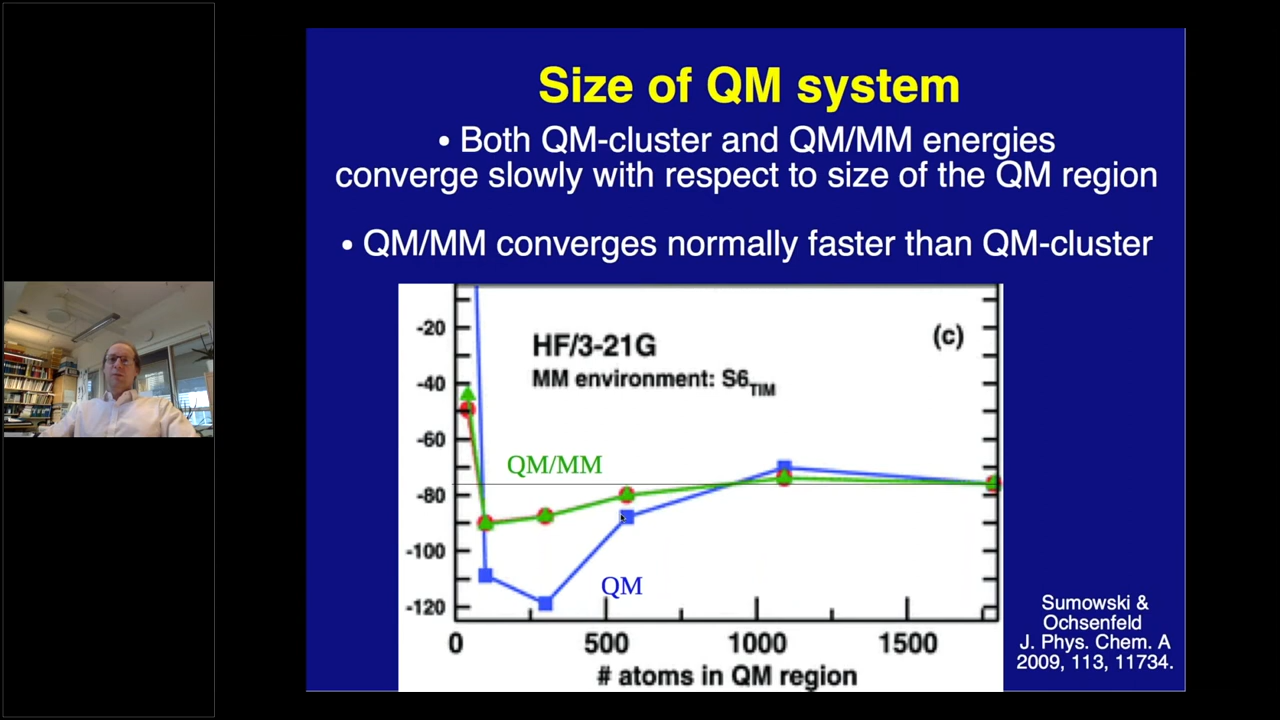 Size of QM system
• Both QM-cluster and QM/MM energies
converge slowly with respect to size of the QM region
• QM/MM converges normally faster than QM-cluster
-20
-40
-60
-80
-100
-120
HF/3-21G
(c)
MM environment: S6TIM
QM/MM
QM
0
500
1000
1500
# atoms in QM region
Sumowski &
Ochsenfeld
J. Phys. Chem. A
2009, 113, 11734.